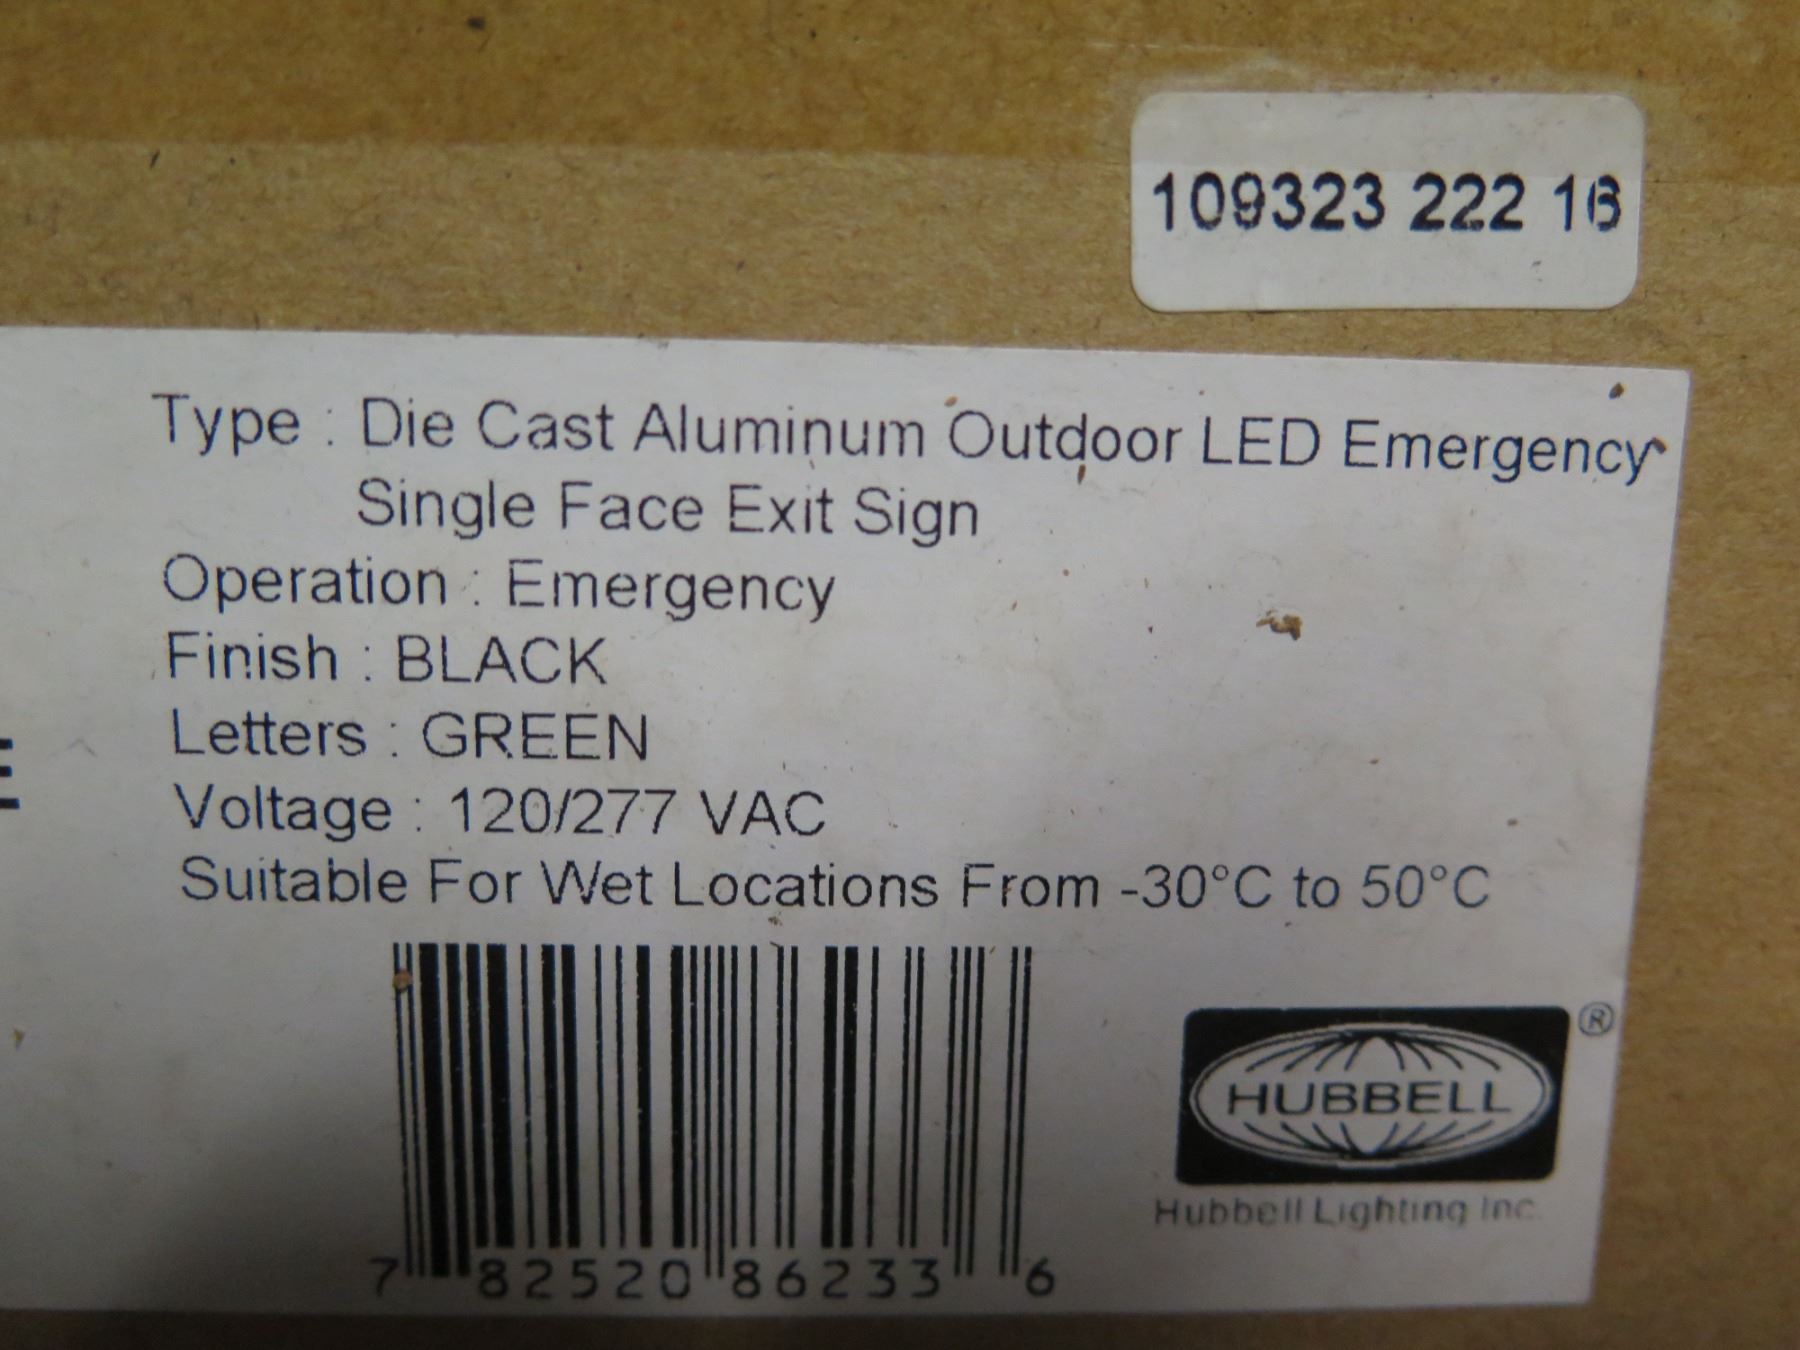 109323 222 16
Type : Die Cast Aluminum Outdoor LED Emergency
Single Face Exit Sign
Operation : Emergency
Finish : BLACK
Letters : GREEN
Voltage : 120/277 VAC
Suitable For Wet Locations From -30°C to 50°C
7 82520 86233 6
HUBBELL®
Hubbell Lighting Inc.